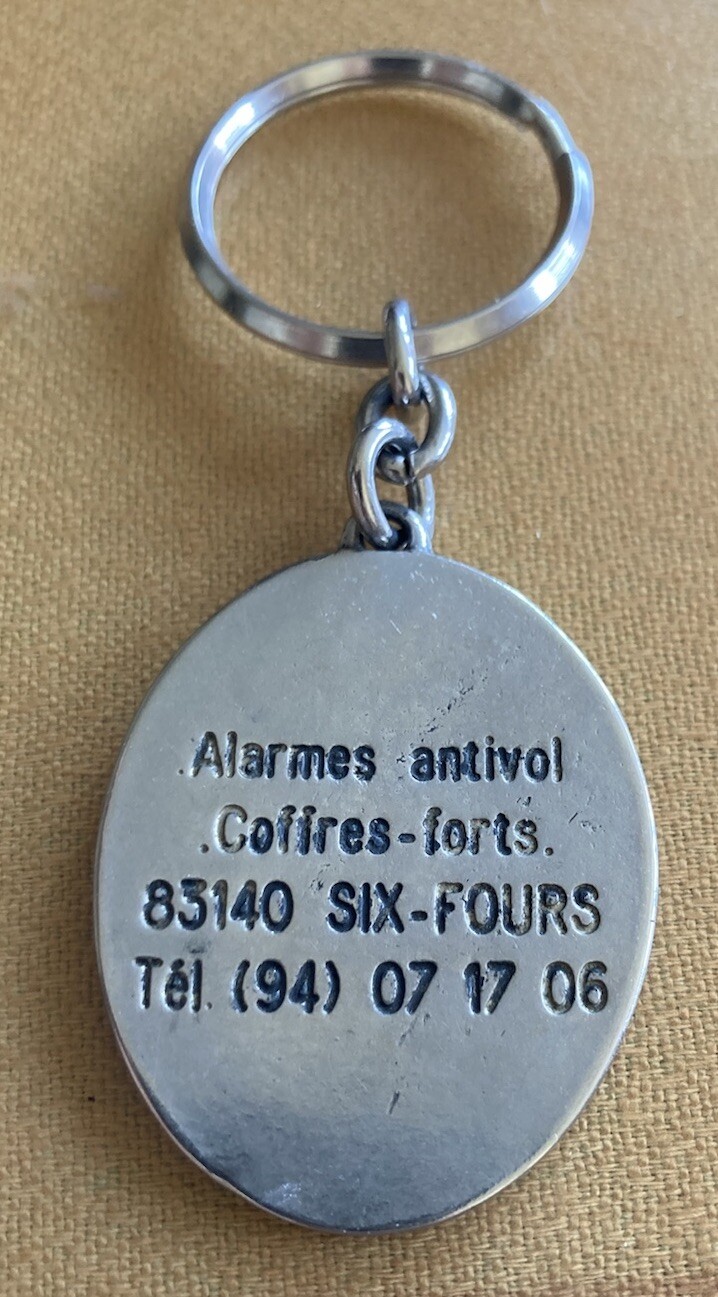 .Alarmes antivol
.Coffres-forts.
83140 SIX-FOURS
Tél. (94) 07 17 06